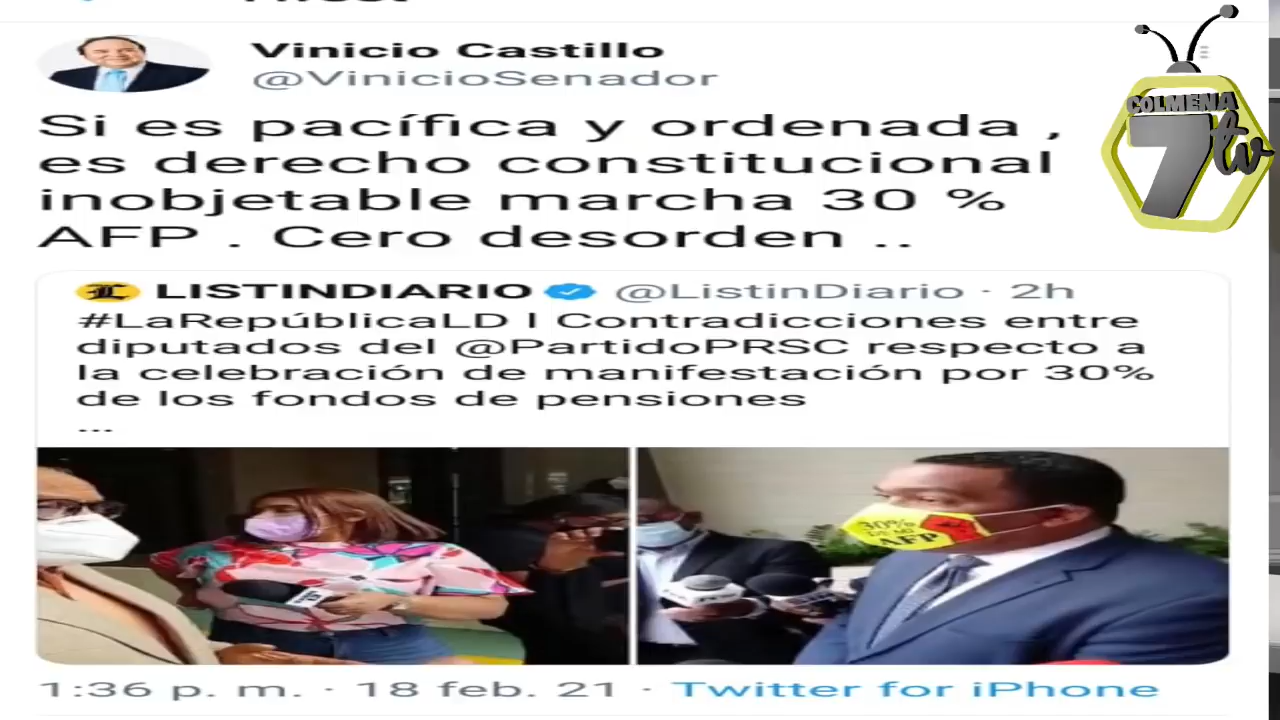 Vinicio Castillo
@VinicioSenador
Si es pacífica y ordenada ,
es derecho constitucional
inobjetable marcha 30 %
AFP . Cero desorden ..
LISTINDIARIO @ListinDiario · 2h
#LaRepúblicaLD l Contradicciones entre
diputados del @PartidoPRSC respecto a
la celebración de manifestación por 30%
de los fondos de pensiones
...
30%
AFP
1:36 p. m. · 18 feb. 21 · Twitter for iPhone
COLMENA
7tv